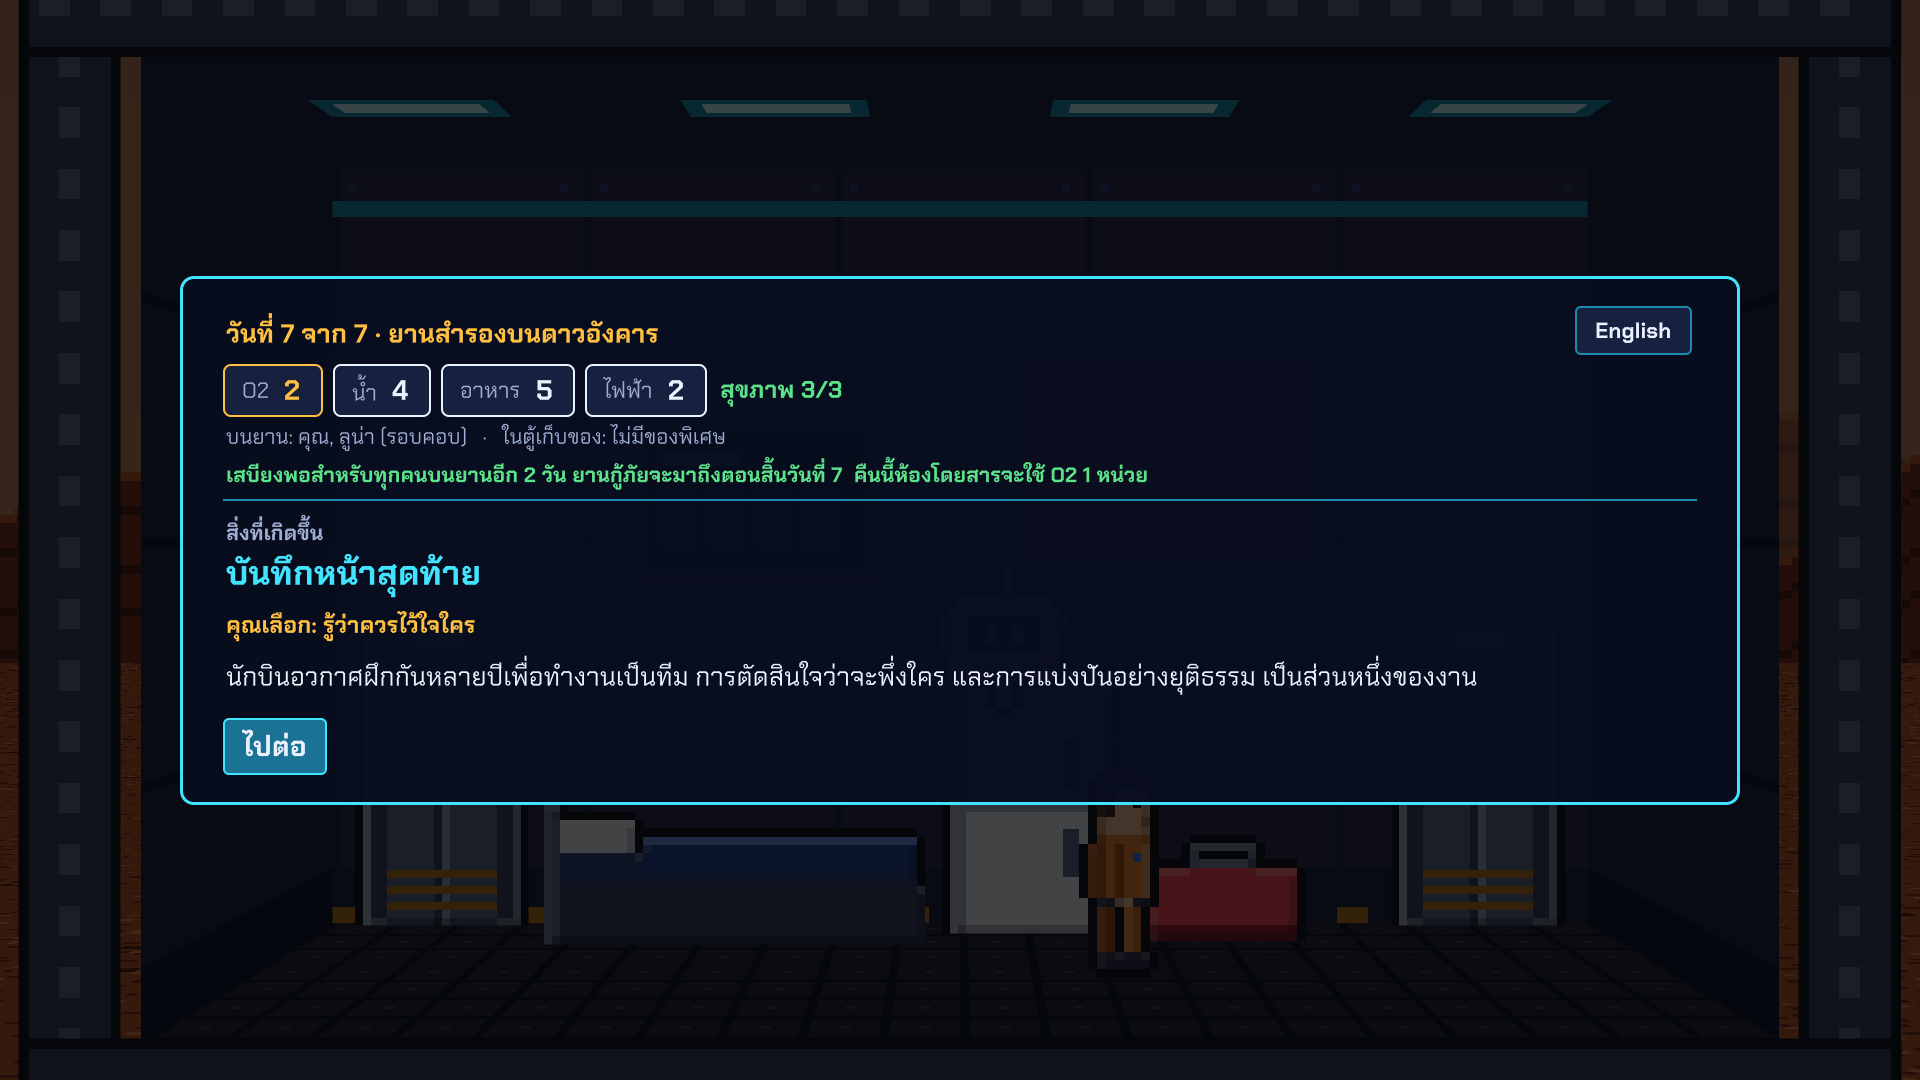 วันที่ 7 จาก 7 · ยานสำรองบนดาวอังคาร
English
O2 2 น้ำ 4 อาหาร 5 ไฟฟ้า 2 สุขภาพ 3/3
บนยาน: คุณ, ลูน่า (รอบคอบ) · ในตู้เก็บของ: ไม่มีของพิเศษ
เสบียงพอสำหรับทุกคนบนยานอีก 2 วัน ยานกู้ภัยจะมาถึงตอนสิ้นวันที่ 7 คืนนี้ห้องโดยสารจะใช้ O2 1 หน่วย
สิ่งที่เกิดขึ้น
บันทึกหน้าสุดท้าย
คุณเลือก: รู้ว่าควรไว้ใจใคร
นักบินอวกาศฝึกกันหลายปีเพื่อทำงานเป็นทีม การตัดสินใจว่าจะพึ่งใคร และการแบ่งปันอย่างยุติธรรม เป็นส่วนหนึ่งของงาน
ไปต่อ